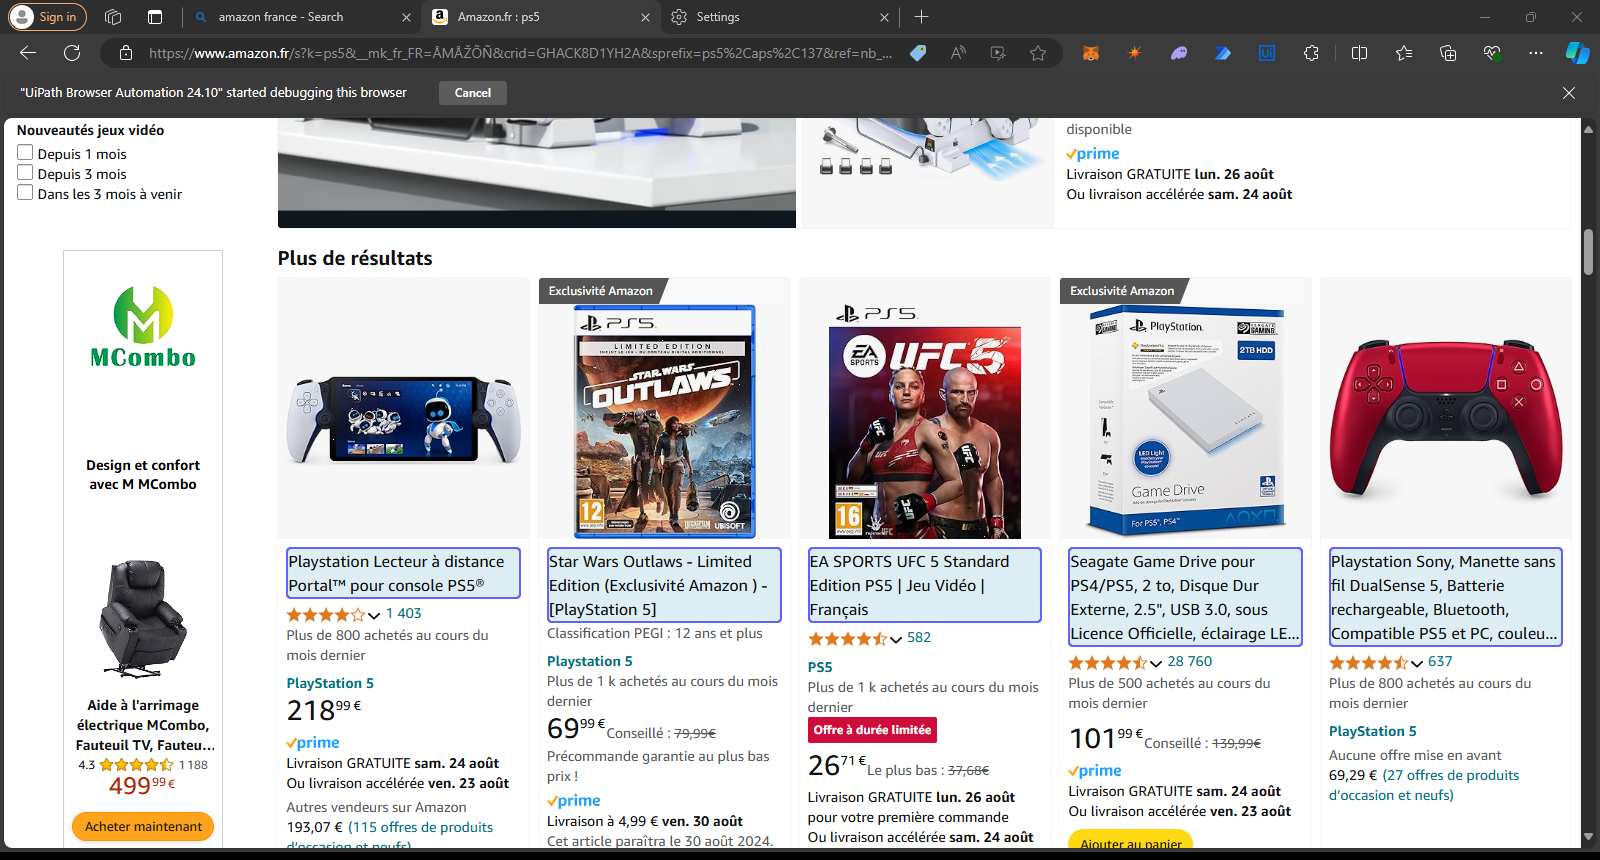 Sign in
amazon france - Search
Amazon.fr : ps5
Settings
https://www.amazon.fr/s?k=ps5&__mk_fr_FR=ÅMÅŽÕÑ&crid=GHACK8D1YH2A&sprefix=ps5%2Caps%2C137&ref=nb_...
"UiPath Browser Automation 24.10" started debugging this browser
Cancel
Nouveautés jeux vidéo
Depuis 1 mois
Depuis 3 mois
Dans les 3 mois à venir
disponible
prime
Livraison GRATUITE lun. 26 août
Ou livraison accélérée sam. 24 août
MCombo
Design et confort
avec M MCombo
Aide à l'arrimage
électrique MCombo,
Fauteuil TV, Fauteu...
4.3 1 188
499,99 €
Acheter maintenant
Plus de résultats
Playstation Lecteur à distance
Portal™ pour console PS5®
1 403
Plus de 800 achetés au cours du
mois dernier
PlayStation 5
218,99 €
prime
Livraison GRATUITE sam. 24 août
Ou livraison accélérée ven. 23 août
Autres vendeurs sur Amazon
193,07 € (115 offres de produits
d'occasion et neufs)
Exclusivité Amazon
PS5
LIMITED EDITION
STAR WARS
OUTLAWS
12
UBISOFT
Star Wars Outlaws - Limited
Edition (Exclusivité Amazon ) -
[PlayStation 5]
Classification PEGI : 12 ans et plus
Playstation 5
Plus de 1 k achetés au cours du mois
dernier
69,99 € Conseillé : 79,99€
Précommande garantie au plus bas
prix !
prime
Livraison à 4,99 € ven. 30 août
Cet article paraîtra le 30 août 2024.
PS5
EA SPORTS
UFC 5
UFC
16
EA SPORTS UFC 5 Standard
Edition PS5 | Jeu Vidéo |
Français
582
PS5
Plus de 1 k achetés au cours du mois
dernier
Offre à durée limitée
26,71 € Le plus bas : 37,68€
Livraison GRATUITE lun. 26 août
pour votre première commande
Ou livraison accélérée sam. 24 août
Exclusivité Amazon
PlayStation
SEAGATE GAMING
2TB HDD
SEAGATE
LED Light
Game Drive
For PS5, PS4
Seagate Game Drive pour
PS4/PS5, 2 to, Disque Dur
Externe, 2.5", USB 3.0, sous
Licence Officielle, éclairage LE...
28 760
Plus de 500 achetés au cours du
mois dernier
101,99 € Conseillé : 139,99€
prime
Livraison GRATUITE sam. 24 août
Ou livraison accélérée ven. 23 août
Ajouter au panier
Playstation Sony, Manette sans
fil DualSense 5, Batterie
rechargeable, Bluetooth,
Compatible PS5 et PC, couleu...
637
Plus de 800 achetés au cours du
mois dernier
PlayStation 5
Aucune offre mise en avant
69,29 € (27 offres de produits
d'occasion et neufs)